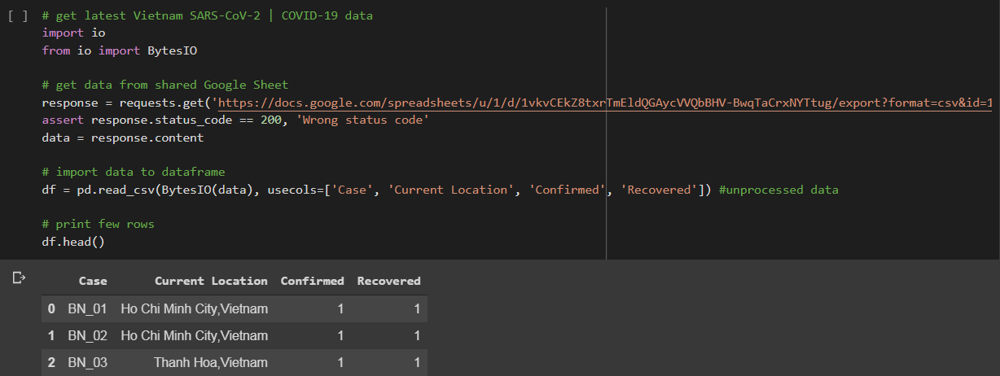 [ ] # get latest Vietnam SARS-CoV-2 | COVID-19 data
import io
from io import BytesIO
# get data from shared Google Sheet
response = requests.get('https://docs.google.com/spreadsheets/u/1/d/1vkvCEkZ8txrTmEldQGAycVVQbBHV-BwqTaCrxNYTtug/export?format=csv&id=1
assert response.status_code == 200, 'Wrong status code'
data = response.content
# import data to dataframe
df = pd.read_csv(BytesIO(data), usecols=['Case', 'Current Location', 'Confirmed', 'Recovered']) #unprocessed data
# print few rows
df.head()
Case Current Location Confirmed Recovered
0 BN_01 Ho Chi Minh City,Vietnam 1 1
1 BN_02 Ho Chi Minh City,Vietnam 1 1
2 BN_03 Thanh Hoa,Vietnam 1 1